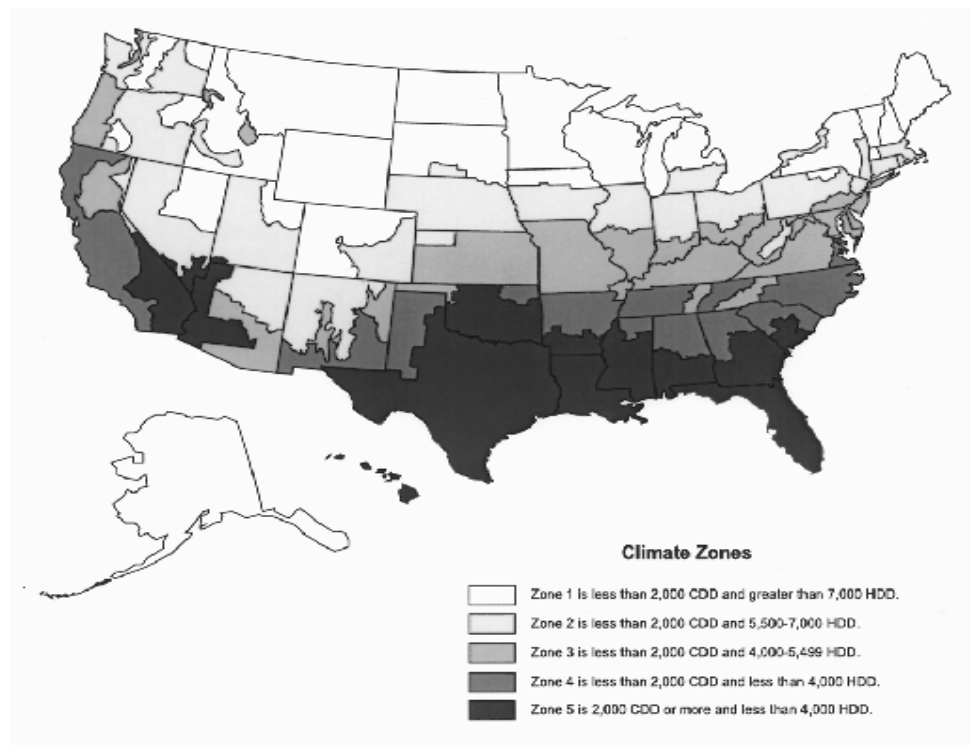 Climate Zones
Zone 1 is less than 2,000 CDD and greater than 7,000 HDD.
Zone 2 is less than 2,000 CDD and 5,500-7,000 HDD.
Zone 3 is less than 2,000 CDD and 4,000-5,499 HDD.
Zone 4 is less than 2,000 CDD and less than 4,000 HDD.
Zone 5 is 2,000 CDD or more and less than 4,000 HDD.